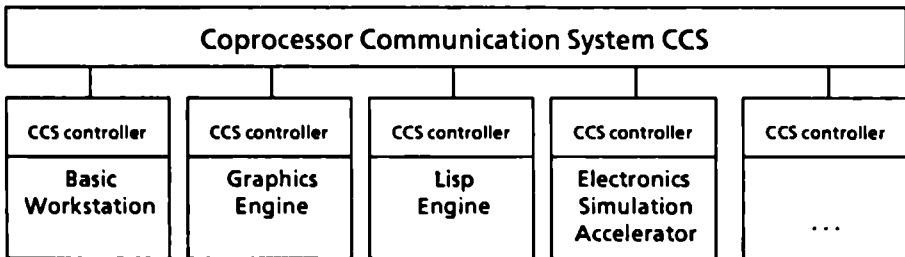 Coprocessor Communication System CCS
CCS controller
CCS controller
CCS controller
CCS controller
CCS controller
Basic
Workstation
Graphics
Engine
Lisp
Engine
Electronics
Simulation
Accelerator
...